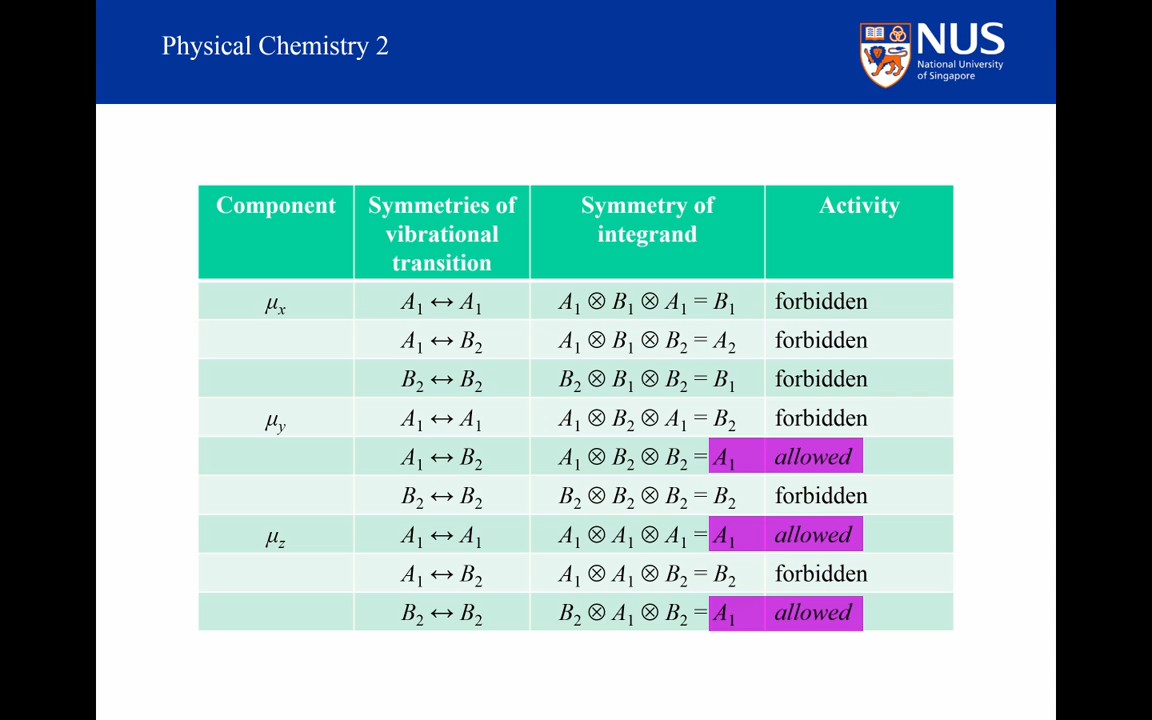 Physical Chemistry 2
NUS
National University
of Singapore
Component Symmetries of vibrational transition Symmetry of integrand Activity
μₓ A₁ ↔ A₁ A₁ ⊗ B₁ ⊗ A₁ = B₁ forbidden
A₁ ↔ B₂ A₁ ⊗ B₁ ⊗ B₂ = A₂ forbidden
B₂ ↔ B₂ B₂ ⊗ B₁ ⊗ B₂ = B₁ forbidden
μy A₁ ↔ A₁ A₁ ⊗ B₂ ⊗ A₁ = B₂ forbidden
A₁ ↔ B₂ A₁ ⊗ B₂ ⊗ B₂ = A₁ allowed
B₂ ↔ B₂ B₂ ⊗ B₂ ⊗ B₂ = B₂ forbidden
μz A₁ ↔ A₁ A₁ ⊗ A₁ ⊗ A₁ = A₁ allowed
A₁ ↔ B₂ A₁ ⊗ A₁ ⊗ B₂ = B₂ forbidden
B₂ ↔ B₂ B₂ ⊗ A₁ ⊗ B₂ = A₁ allowed